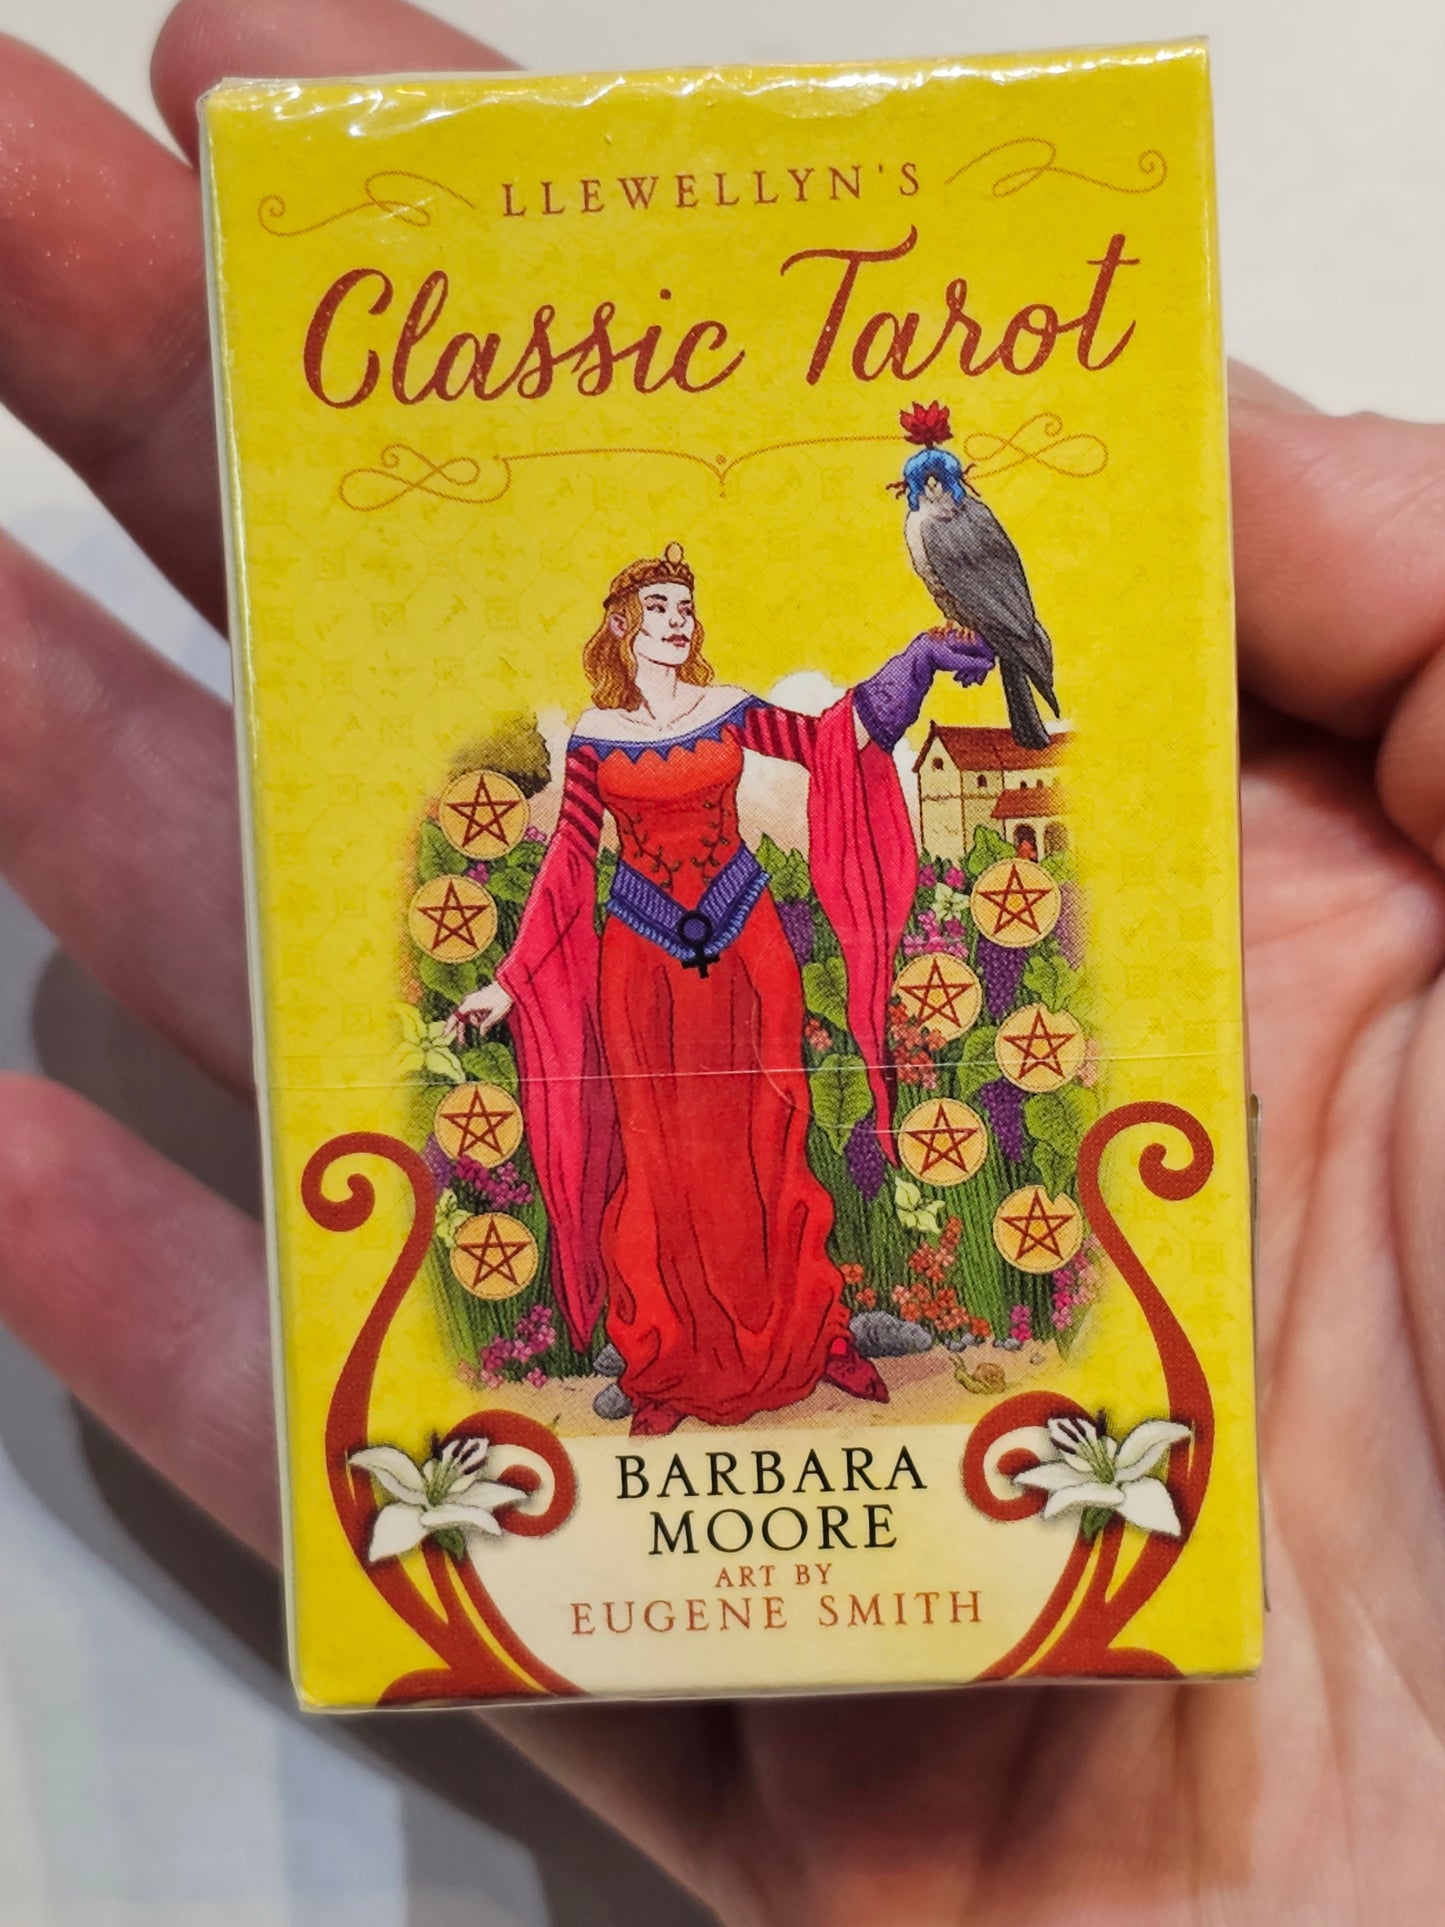 LLEWELLYN'S
Classic Tarot
BARBARA
MOORE
ART BY
EUGENE SMITH